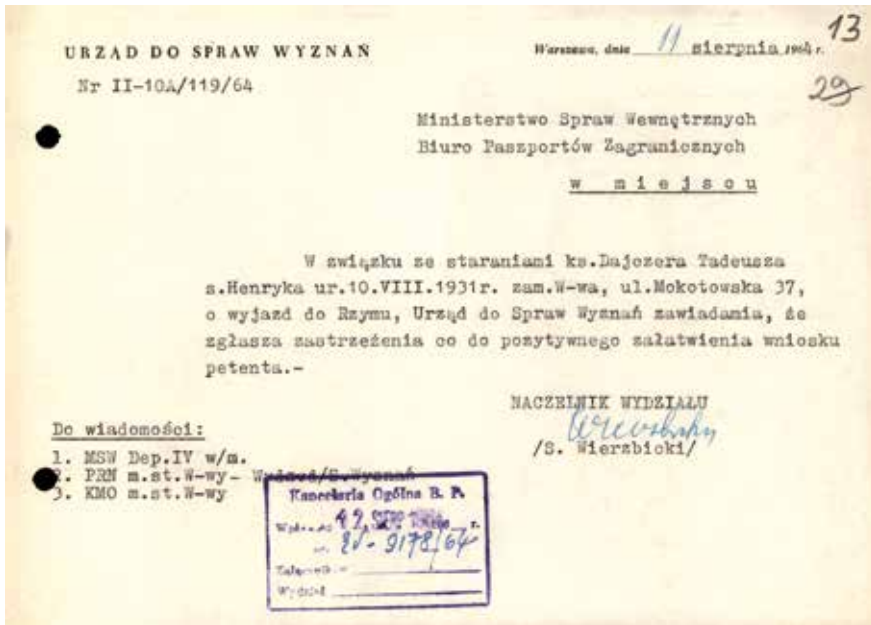 13
URZĄD DO SPRAW WYZNAŃ
Warszawa, dnia 11 sierpnia 1964 r.
Nr II-10A/119/64
29
Ministerstwo Spraw Wewnętrznych
Biuro Paszportów Zagranicznych
w miejscu
W związku ze staraniami ks.Dajczera Tadeusza
s.Henryka ur.10.VIII.1931r. zam.W-wa, ul.Mokotowska 37,
o wyjazd do Rzymu, Urząd do Spraw Wyznań zawiadamia, że
zgłasza zastrzeżenia co do pozytywnego załatwienia wniosku
petenta.-
NACZELNIK WYDZIAŁU
/S. Wierzbicki/
Do wiadomości:
1. MSW Dep.IV w/m.
2. PRN m.st.W-wy- Wydział/S.Wyznań
3. KMO m.st.W-wy
Kancelaria Ogólna B. P.
r.
9178/64
Wydział